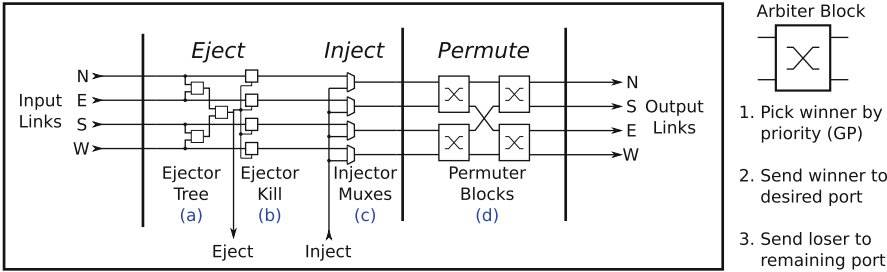 Eject
Inject
Permute
Arbiter Block
Input
Links
N
E
S
W
N
S
E
W
Output
Links
Ejector
Tree
(a)
Ejector
Kill
(b)
Injector
Muxes
(c)
Permuter
Blocks
(d)
Eject
Inject
1. Pick winner by
priority (GP)
2. Send winner to
desired port
3. Send loser to
remaining port